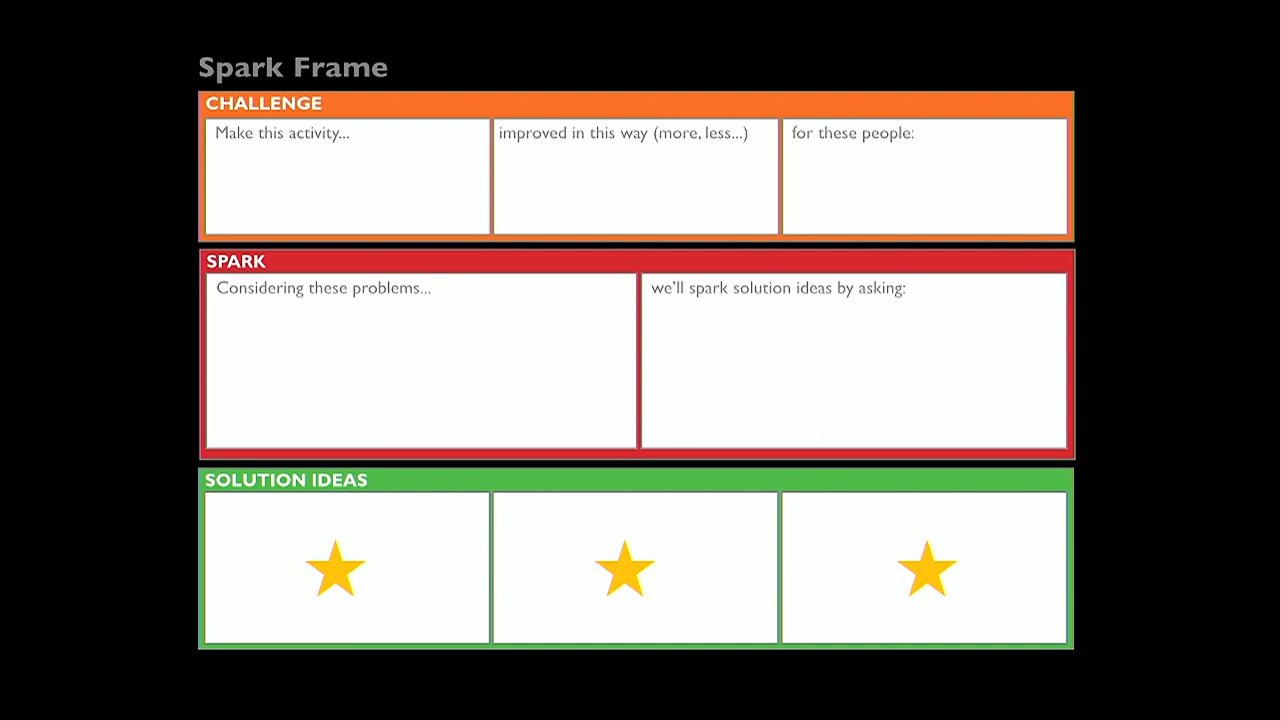 Spark Frame
CHALLENGE
Make this activity...
improved in this way (more, less...)
for these people:
SPARK
Considering these problems...
we'll spark solution ideas by asking:
SOLUTION IDEAS